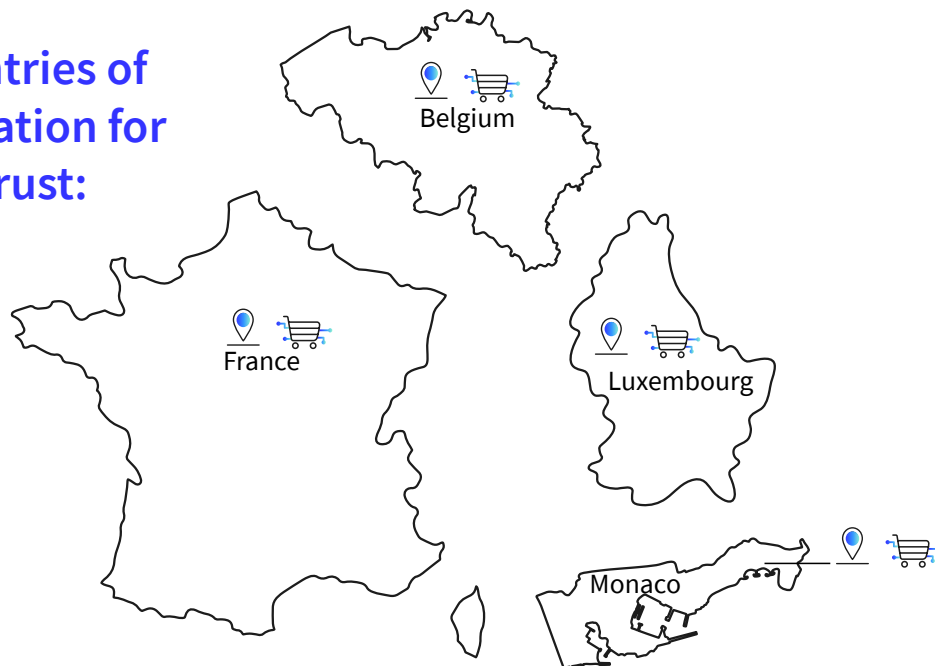 ntries of
ation for
rust:
Belgium
France
Luxembourg
Monaco